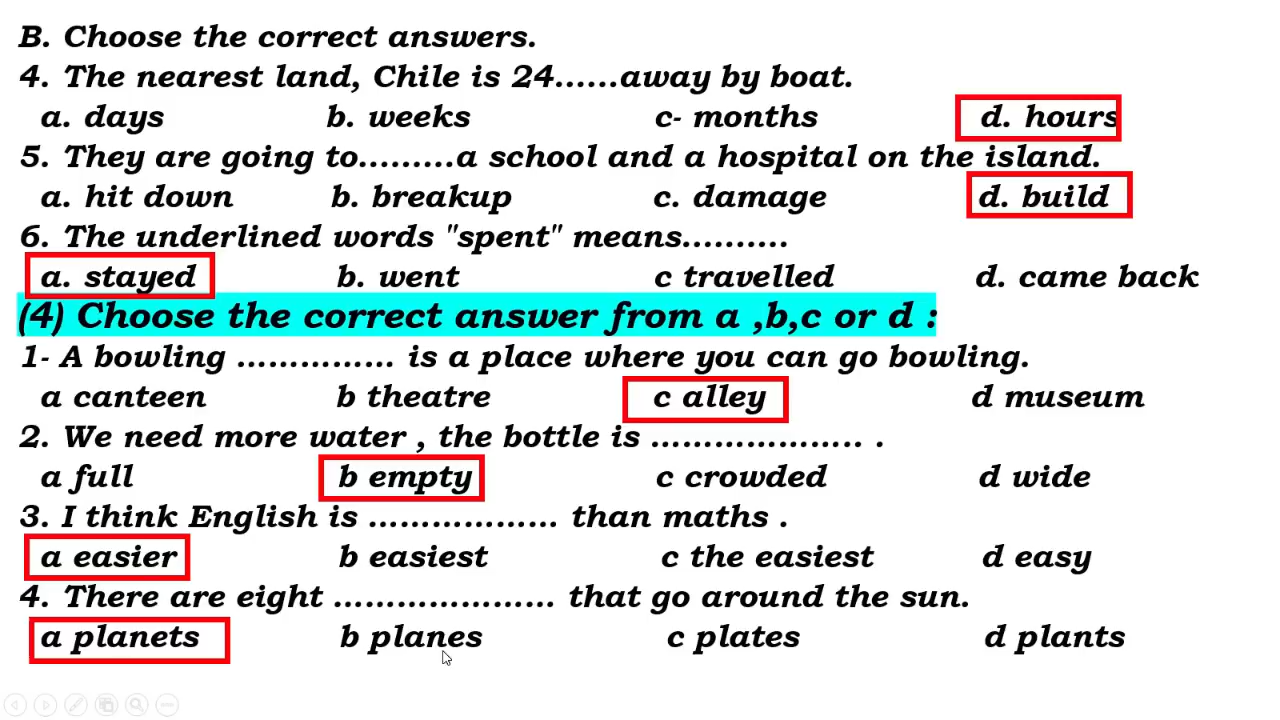 B. Choose the correct answers.
4. The nearest land, Chile is 24......away by boat.
a. days b. weeks c- months d. hours
5. They are going to.........a school and a hospital on the island.
a. hit down b. breakup c. damage d. build
6. The underlined words "spent" means..........
a. stayed b. went c travelled d. came back
(4) Choose the correct answer from a ,b,c or d :
1- A bowling ............... is a place where you can go bowling.
a canteen b theatre c alley d museum
2. We need more water , the bottle is .................... .
a full b empty c crowded d wide
3. I think English is .................. than maths .
a easier b easiest c the easiest d easy
4. There are eight ..................... that go around the sun.
a planets b planes c plates d plants